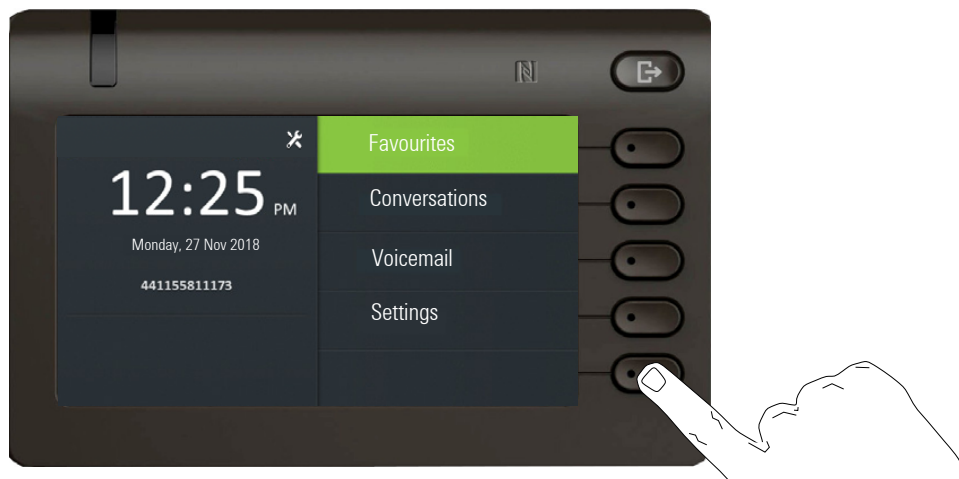 12:25 PM
Monday, 27 Nov 2018
441155811173
Favourites
Conversations
Voicemail
Settings